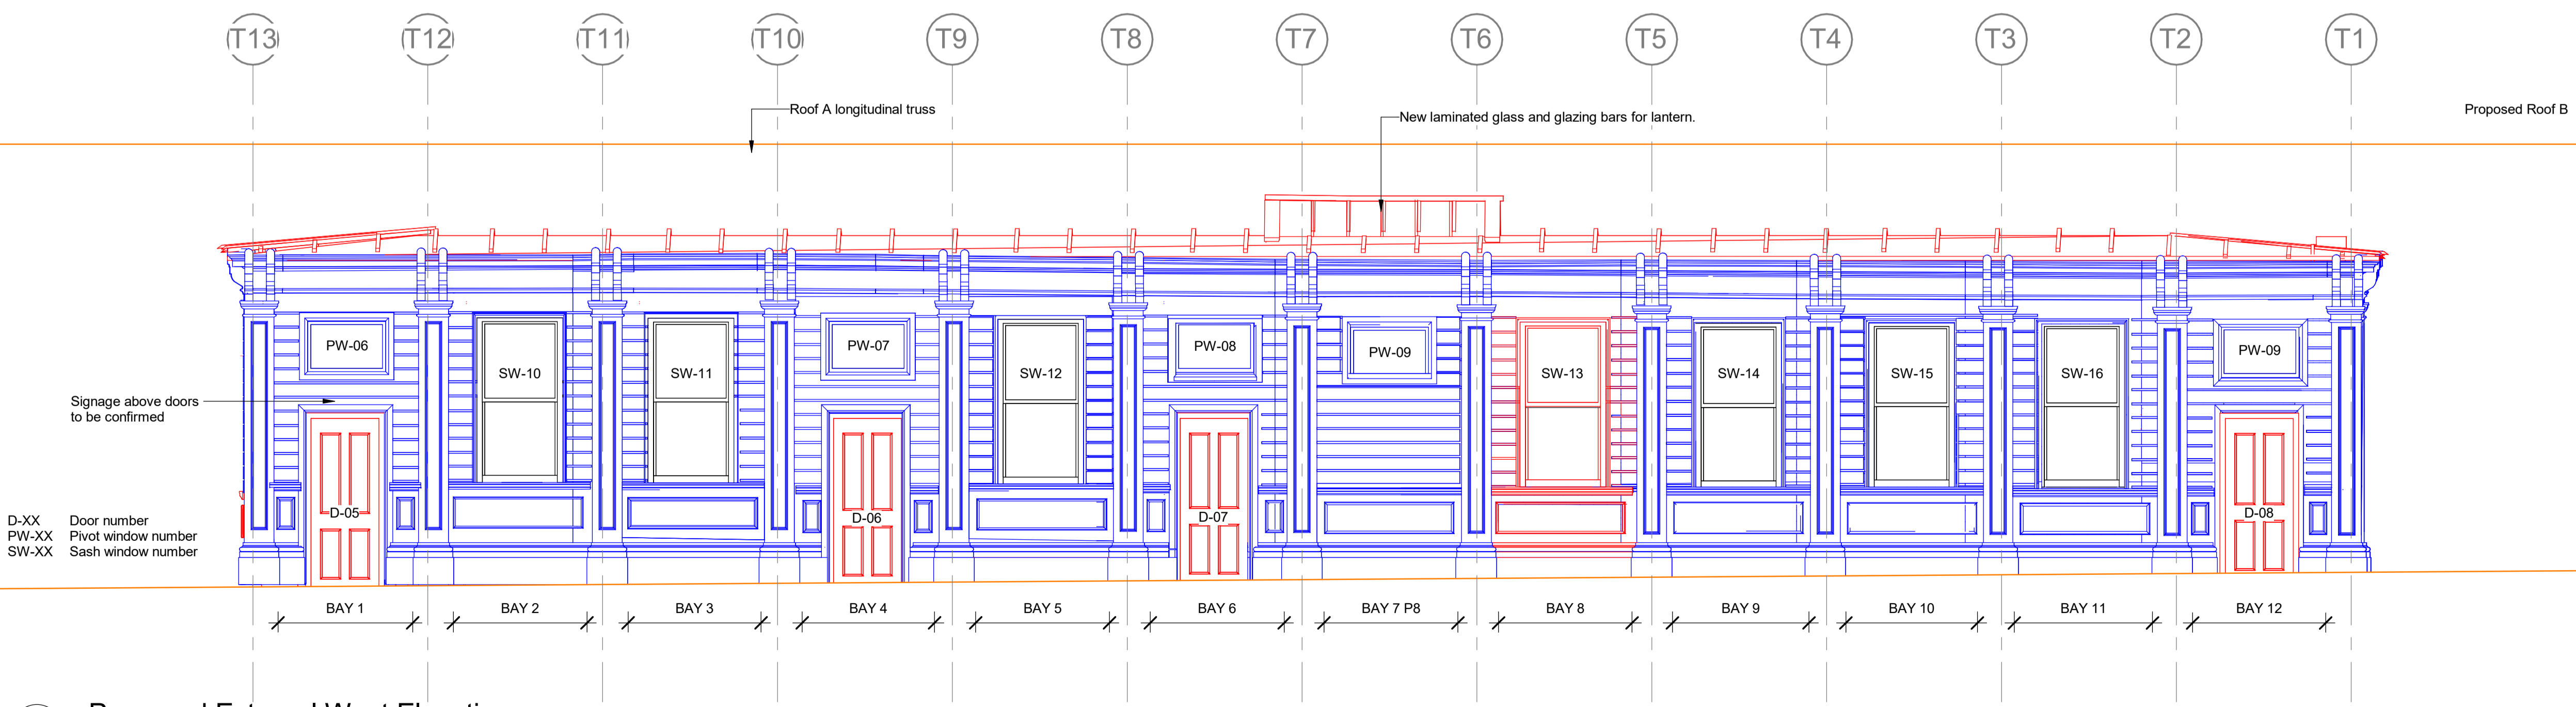 T13 T12 T11 T10 T9 T8 T7 T6 T5 T4 T3 T2 T1
Roof A longitudinal truss
New laminated glass and glazing bars for lantern.
Proposed Roof B
PW-06 SW-10 SW-11 PW-07 SW-12 PW-08 PW-09 SW-13 SW-14 SW-15 SW-16 PW-09
Signage above doors
to be confirmed
D-05 D-06 D-07 D-08
D-XX Door number
PW-XX Pivot window number
SW-XX Sash window number
BAY 1 BAY 2 BAY 3 BAY 4 BAY 5 BAY 6 BAY 7 P8 BAY 8 BAY 9 BAY 10 BAY 11 BAY 12